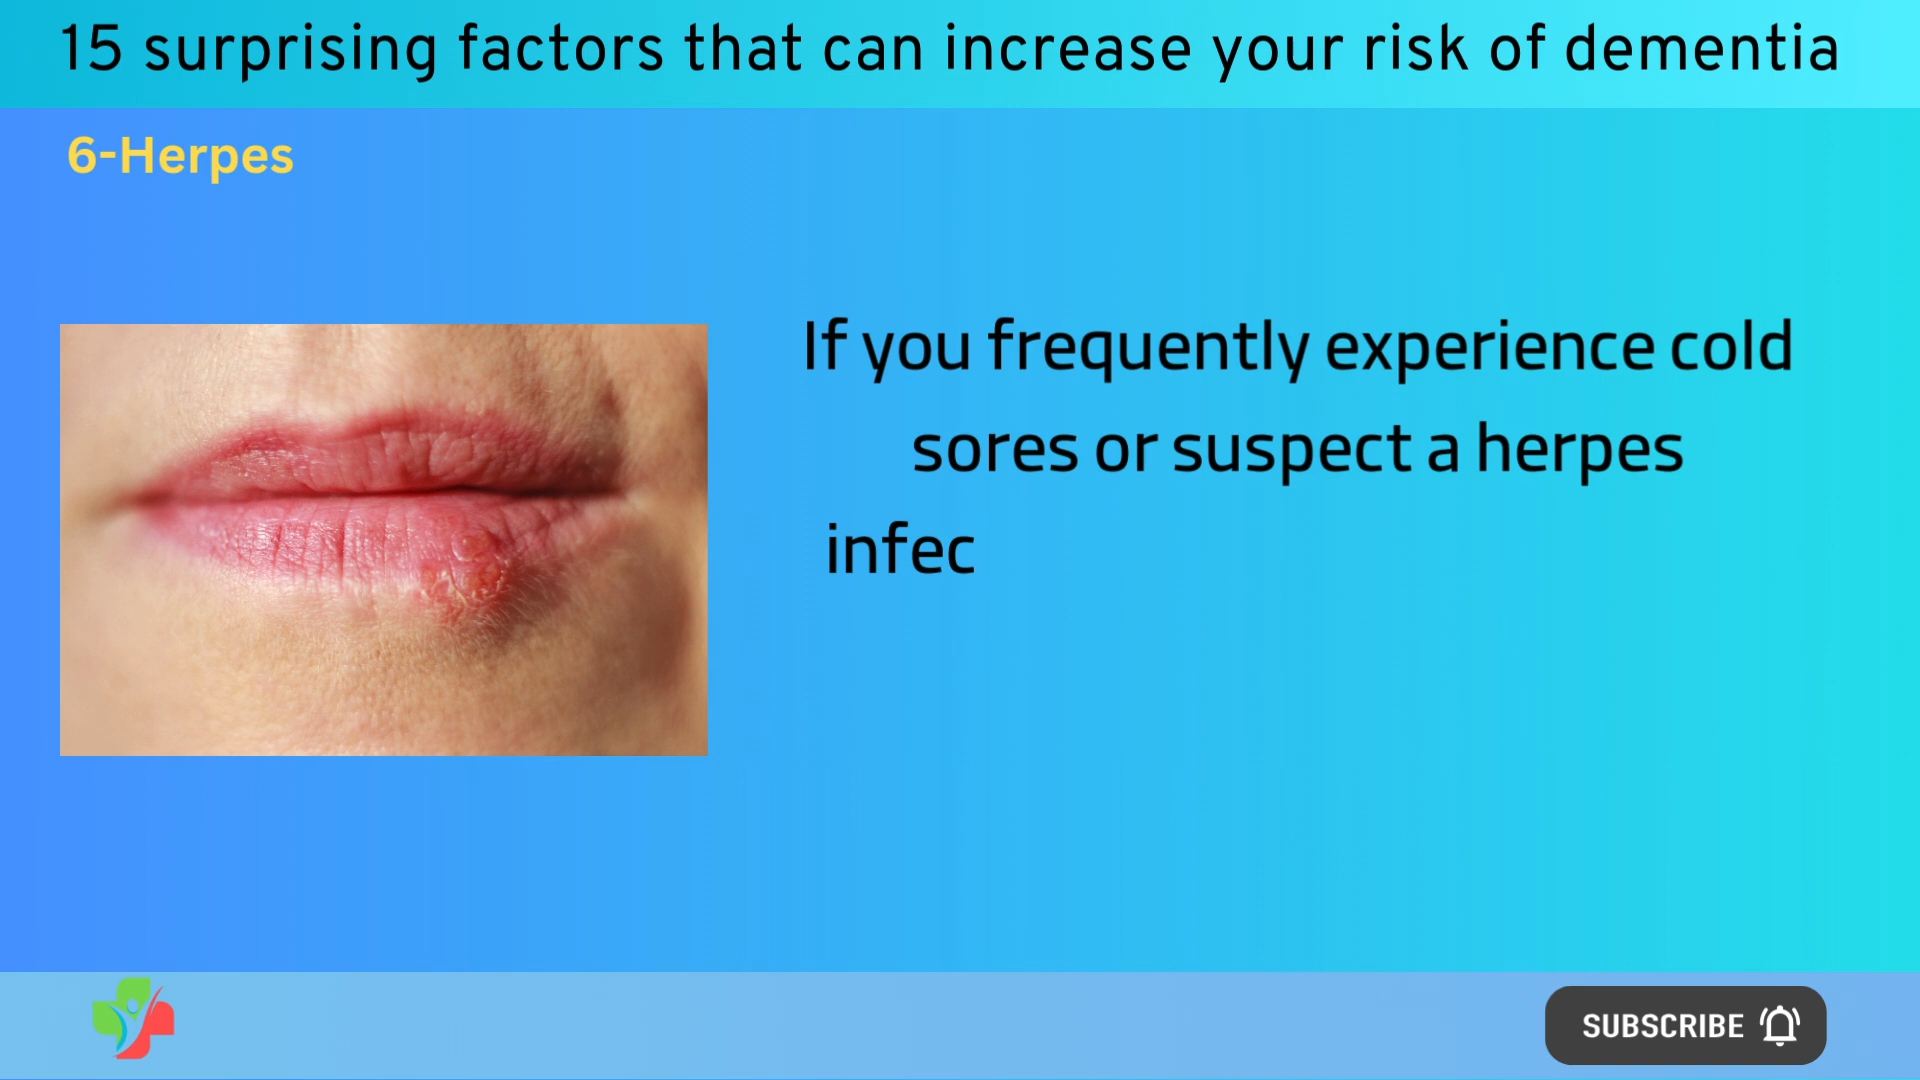 15 surprising factors that can increase your risk of dementia
6-Herpes
If you frequently experience cold
sores or suspect a herpes
infec
SUBSCRIBE